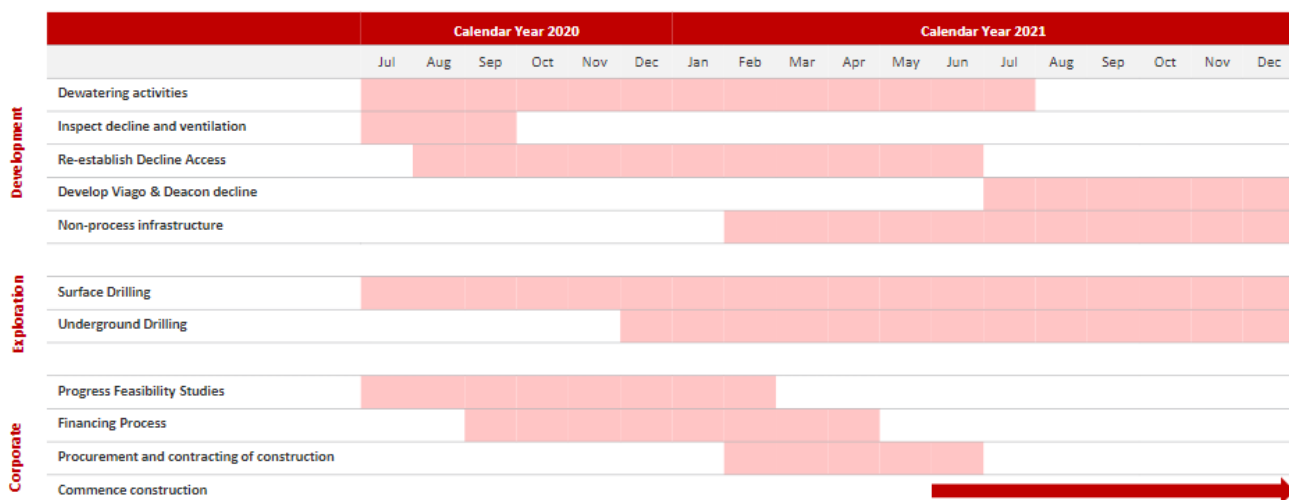 Calendar Year 2020 Calendar Year 2021
Jul Aug Sep Oct Nov Dec Jan Feb Mar Apr May Jun Jul Aug Sep Oct Nov Dec
Development
Dewatering activities
Inspect decline and ventilation
Re-establish Decline Access
Develop Viago & Deacon decline
Non-process infrastructure
Exploration
Surface Drilling
Underground Drilling
Corporate
Progress Feasibility Studies
Financing Process
Procurement and contracting of construction
Commence construction